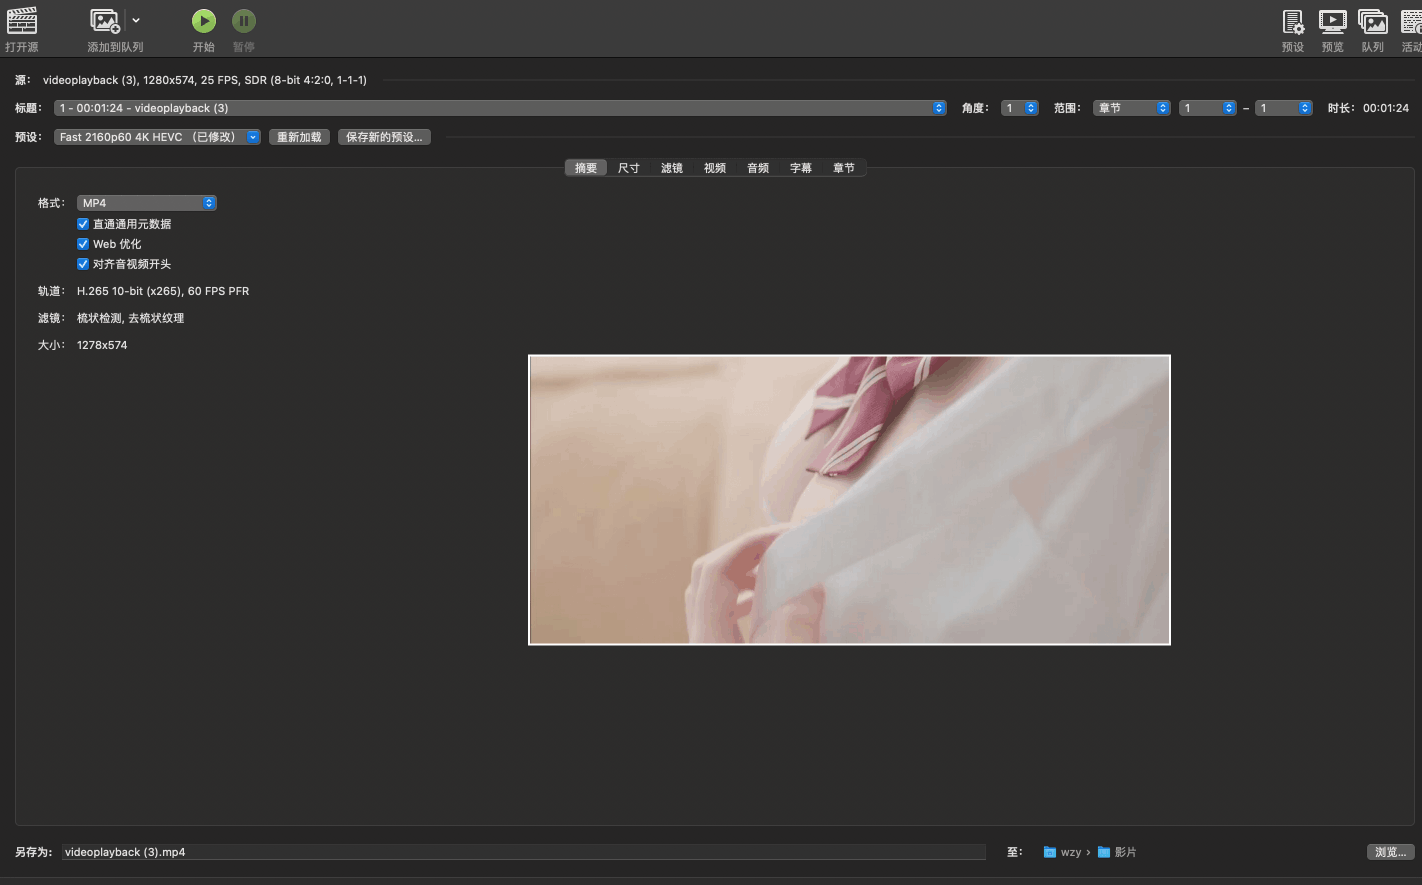 打开源 添加到队列 开始 暂停 预设 预览 队列 活动
源： videoplayback (3), 1280x574, 25 FPS, SDR (8-bit 4:2:0, 1-1-1)
标题： 1 - 00:01:24 - videoplayback (3) 角度： 1 范围： 章节 1 – 1 时长： 00:01:24
预设： Fast 2160p60 4K HEVC （已修改） 重新加载 保存新的预设...
摘要 尺寸 滤镜 视频 音频 字幕 章节
格式： MP4
直通通用元数据
Web 优化
对齐音视频开头
轨道： H.265 10-bit (x265), 60 FPS PFR
滤镜： 梳状检测, 去梳状纹理
大小： 1278x574
另存为: videoplayback (3).mp4 至： wzy › 影片 浏览...